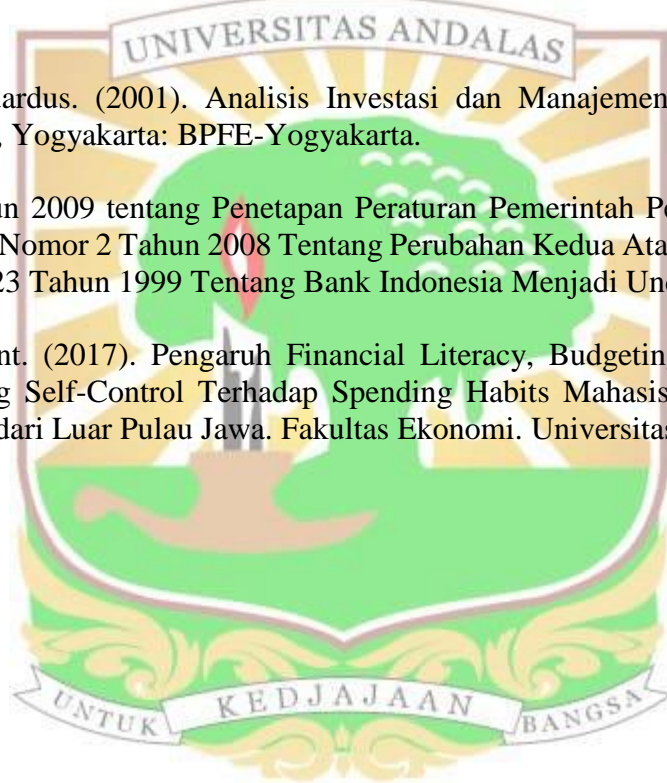 UNIVERSITAS ANDALAS
ardus. (2001). Analisis Investasi dan Manajemen
, Yogyakarta: BPFE-Yogyakarta.
un 2009 tentang Penetapan Peraturan Pemerintah Pe
Nomor 2 Tahun 2008 Tentang Perubahan Kedua Ata
23 Tahun 1999 Tentang Bank Indonesia Menjadi Und
nt. (2017). Pengaruh Financial Literacy, Budgetin
g Self-Control Terhadap Spending Habits Mahasis
dari Luar Pulau Jawa. Fakultas Ekonomi. Universitas
UNTUK KEDJAJAAN BANGSA